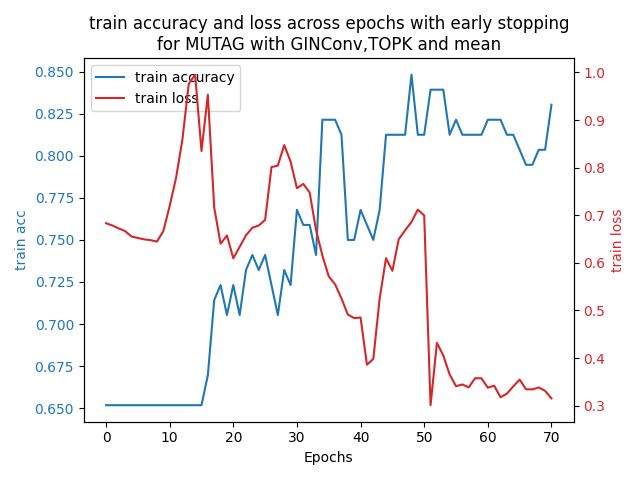 train accuracy and loss across epochs with early stopping
for MUTAG with GINConv,TOPK and mean
train accuracy
train loss
train acc
0.850
0.825
0.800
0.775
0.750
0.725
0.700
0.675
0.650
1.0
0.9
0.8
0.7
0.6
0.5
0.4
0.3
train loss
0 10 20 30 40 50 60 70
Epochs